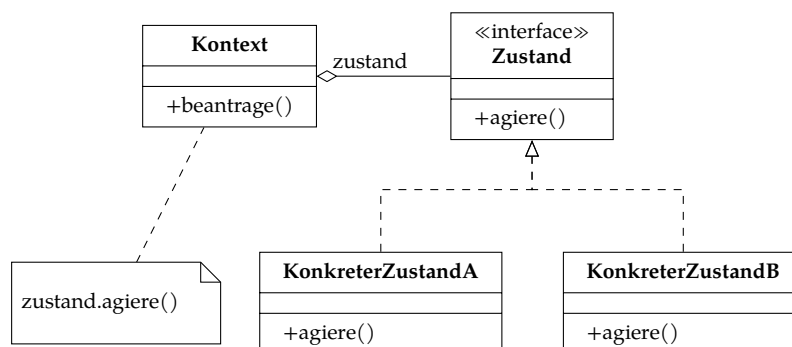 Kontext
+beantrage()
zustand
≪interface≫
Zustand
+agiere()
zustand.agiere()
KonkreterZustandA
+agiere()
KonkreterZustandB
+agiere()